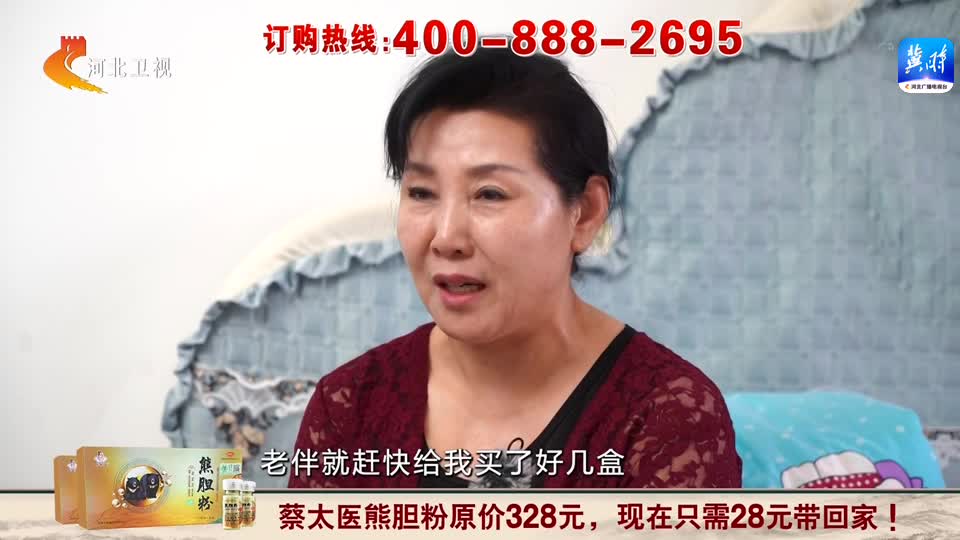 订购热线:400-888-2695
河北卫视
冀时
河北广播电视台
老伴就赶快给我买了好几盒
熊胆粉
蔡太医熊胆粉原价328元，现在只需28元带回家！